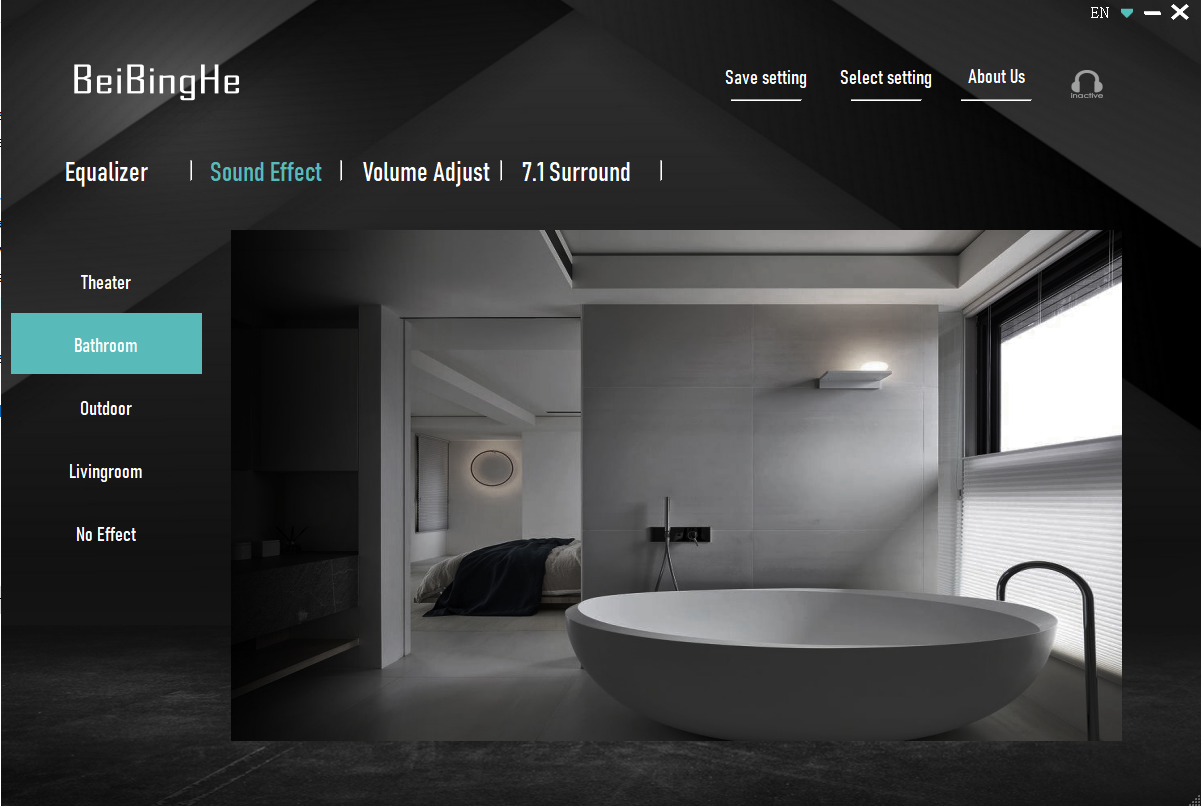 EN
BeiBingHe
Save setting
Select setting
About Us
inactive
Equalizer
Sound Effect
Volume Adjust
7.1 Surround
Theater
Bathroom
Outdoor
Livingroom
No Effect